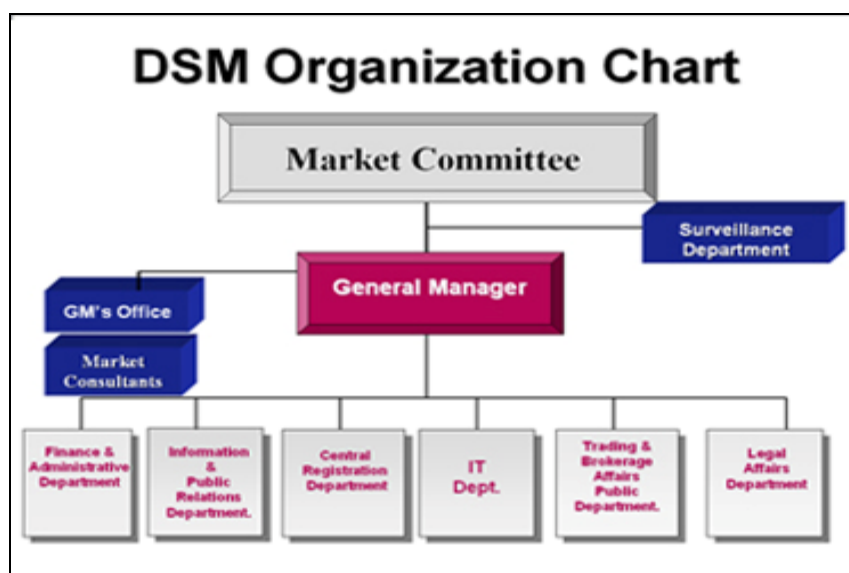 DSM Organization Chart
Market Committee
Surveillance
Department
General Manager
GM's Office
Market
Consultants
Finance &
Administrative
Department
Information
&
Public
Relations
Department.
Central
Registration
Department
IT
Dept.
Trading &
Brokerage
Affairs
Public
Department.
Legal
Affairs
Department